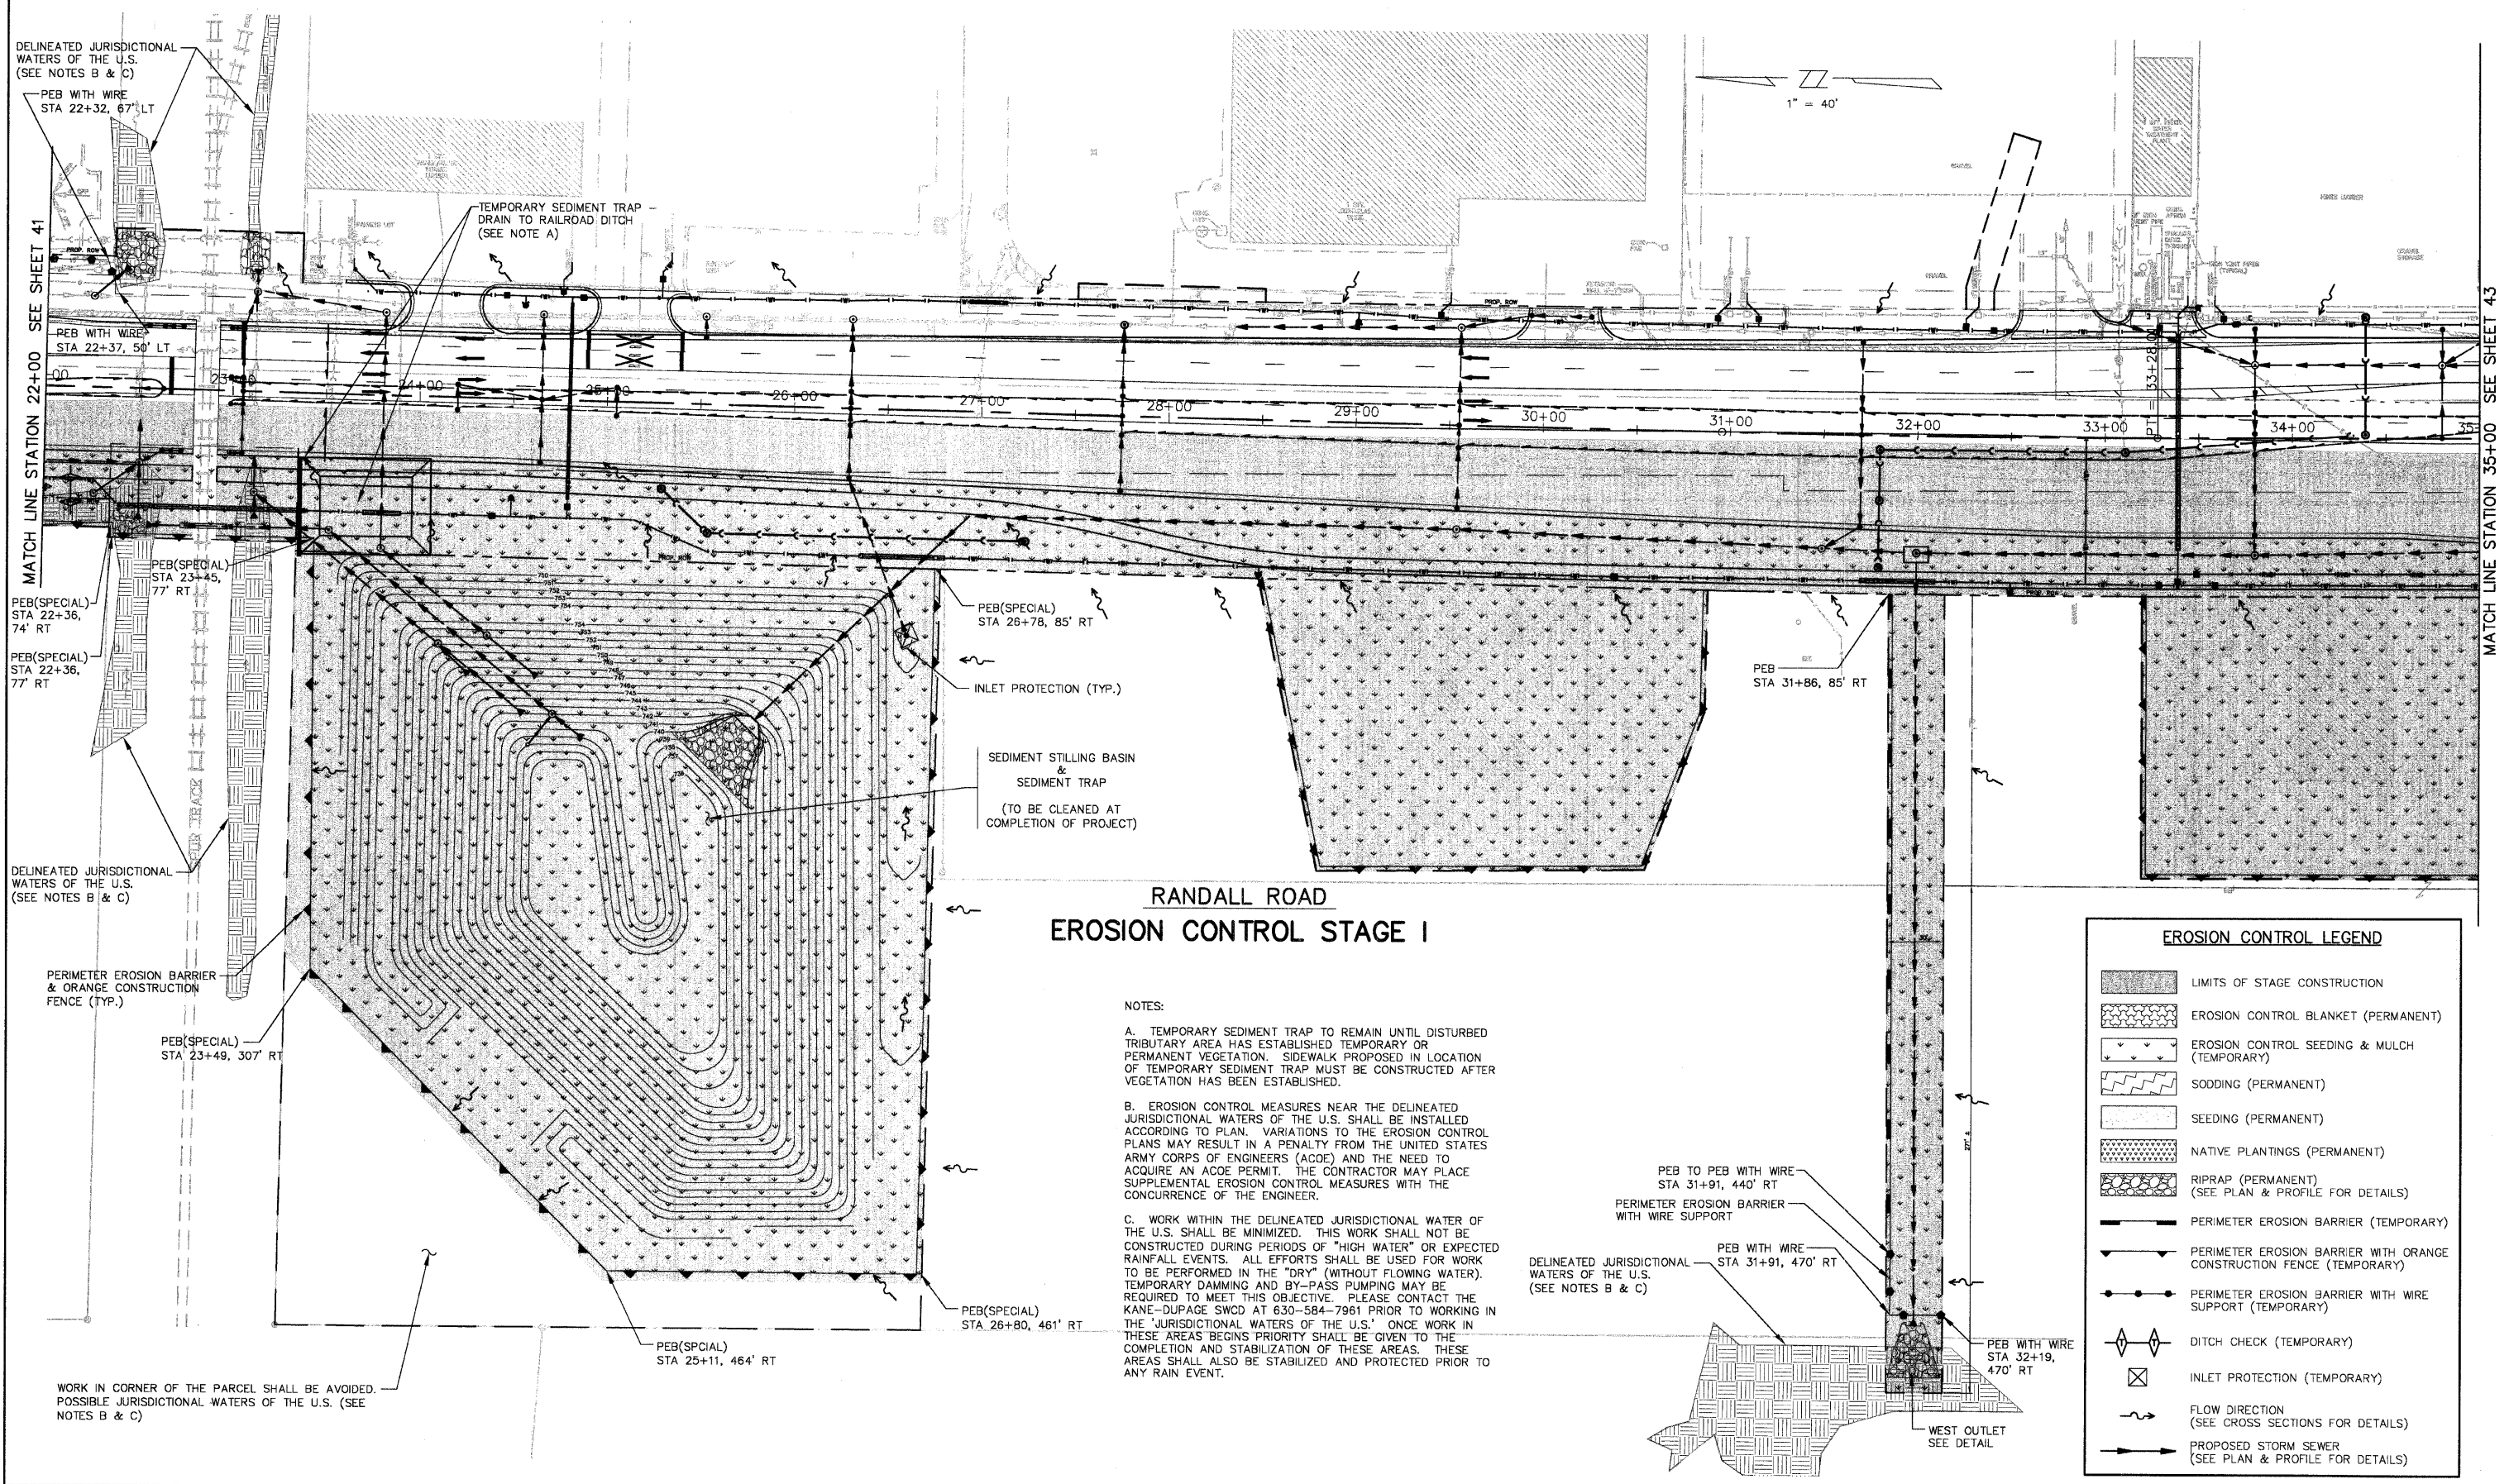 DELINEATED JURISDICTIONAL
WATERS OF THE U.S.
(SEE NOTES B & C)
PEB WITH WIRE
STA 22+32, 67' LT
TEMPORARY SEDIMENT TRAP
DRAIN TO RAILROAD DITCH
(SEE NOTE A)
1" = 40'
MATCH LINE STATION 22+00 SEE SHEET 41
MATCH LINE STATION 35+00 SEE SHEET 43
PROP. ROW
PROP. ROW
PEB WITH WIRE
STA 22+37, 50' LT
24+00
26+00
27+00
28+00
29+00
30+00
31+00
32+00
33+00
34+00
PROP. ROW
PROP. ROW
PEB(SPECIAL)
STA 23+45,
77' RT
PEB(SPECIAL)
STA 22+36,
74' RT
PEB(SPECIAL)
STA 22+36,
77' RT
PEB(SPECIAL)
STA 26+78, 85' RT
INLET PROTECTION (TYP.)
PEB
STA 31+86, 85' RT
SEDIMENT STILLING BASIN
&
SEDIMENT TRAP
(TO BE CLEANED AT
COMPLETION OF PROJECT)
DELINEATED JURISDICTIONAL
WATERS OF THE U.S.
(SEE NOTES B & C)
PERIMETER EROSION BARRIER
& ORANGE CONSTRUCTION
FENCE (TYP.)
PEB(SPECIAL)
STA 23+49, 307' RT
RANDALL ROAD
EROSION CONTROL STAGE I
NOTES:
A. TEMPORARY SEDIMENT TRAP TO REMAIN UNTIL DISTURBED
TRIBUTARY AREA HAS ESTABLISHED TEMPORARY OR
PERMANENT VEGETATION. SIDEWALK PROPOSED IN LOCATION
OF TEMPORARY SEDIMENT TRAP MUST BE CONSTRUCTED AFTER
VEGETATION HAS BEEN ESTABLISHED.
B. EROSION CONTROL MEASURES NEAR THE DELINEATED
JURISDICTIONAL WATERS OF THE U.S. SHALL BE INSTALLED
ACCORDING TO PLAN. VARIATIONS TO THE EROSION CONTROL
PLANS MAY RESULT IN A PENALTY FROM THE UNITED STATES
ARMY CORPS OF ENGINEERS (ACOE) AND THE NEED TO
ACQUIRE AN ACOE PERMIT. THE CONTRACTOR MAY PLACE
SUPPLEMENTAL EROSION CONTROL MEASURES WITH THE
CONCURRENCE OF THE ENGINEER.
C. WORK WITHIN THE DELINEATED JURISDICTIONAL WATER OF
THE U.S. SHALL BE MINIMIZED. THIS WORK SHALL NOT BE
CONSTRUCTED DURING PERIODS OF "HIGH WATER" OR EXPECTED
RAINFALL EVENTS. ALL EFFORTS SHALL BE USED FOR WORK
TO BE PERFORMED IN THE "DRY" (WITHOUT FLOWING WATER).
TEMPORARY DAMMING AND BY-PASS PUMPING MAY BE
REQUIRED TO MEET THIS OBJECTIVE. PLEASE CONTACT THE
KANE-DUPAGE SWCD AT 630-584-7961 PRIOR TO WORKING IN
THE 'JURISDICTIONAL WATERS OF THE U.S.' ONCE WORK IN
THESE AREAS BEGINS PRIORITY SHALL BE GIVEN TO THE
COMPLETION AND STABILIZATION OF THESE AREAS. THESE
AREAS SHALL ALSO BE STABILIZED AND PROTECTED PRIOR TO
ANY RAIN EVENT.
PEB(SPECIAL)
STA 26+80, 461' RT
PEB(SPCIAL)
STA 25+11, 464' RT
WORK IN CORNER OF THE PARCEL SHALL BE AVOIDED.
POSSIBLE JURISDICTIONAL WATERS OF THE U.S. (SEE
NOTES B & C)
PEB TO PEB WITH WIRE
STA 31+91, 440' RT
PERIMETER EROSION BARRIER
WITH WIRE SUPPORT
PEB WITH WIRE
STA 31+91, 470' RT
DELINEATED JURISDICTIONAL
WATERS OF THE U.S.
(SEE NOTES B & C)
PEB WITH WIRE
STA 32+19,
470' RT
WEST OUTLET
SEE DETAIL
EROSION CONTROL LEGEND
LIMITS OF STAGE CONSTRUCTION
EROSION CONTROL BLANKET (PERMANENT)
EROSION CONTROL SEEDING & MULCH
(TEMPORARY)
SODDING (PERMANENT)
SEEDING (PERMANENT)
NATIVE PLANTINGS (PERMANENT)
RIPRAP (PERMANENT)
(SEE PLAN & PROFILE FOR DETAILS)
PERIMETER EROSION BARRIER (TEMPORARY)
PERIMETER EROSION BARRIER WITH ORANGE
CONSTRUCTION FENCE (TEMPORARY)
PERIMETER EROSION BARRIER WITH WIRE
SUPPORT (TEMPORARY)
DITCH CHECK (TEMPORARY)
INLET PROTECTION (TEMPORARY)
FLOW DIRECTION
(SEE CROSS SECTIONS FOR DETAILS)
PROPOSED STORM SEWER
(SEE PLAN & PROFILE FOR DETAILS)